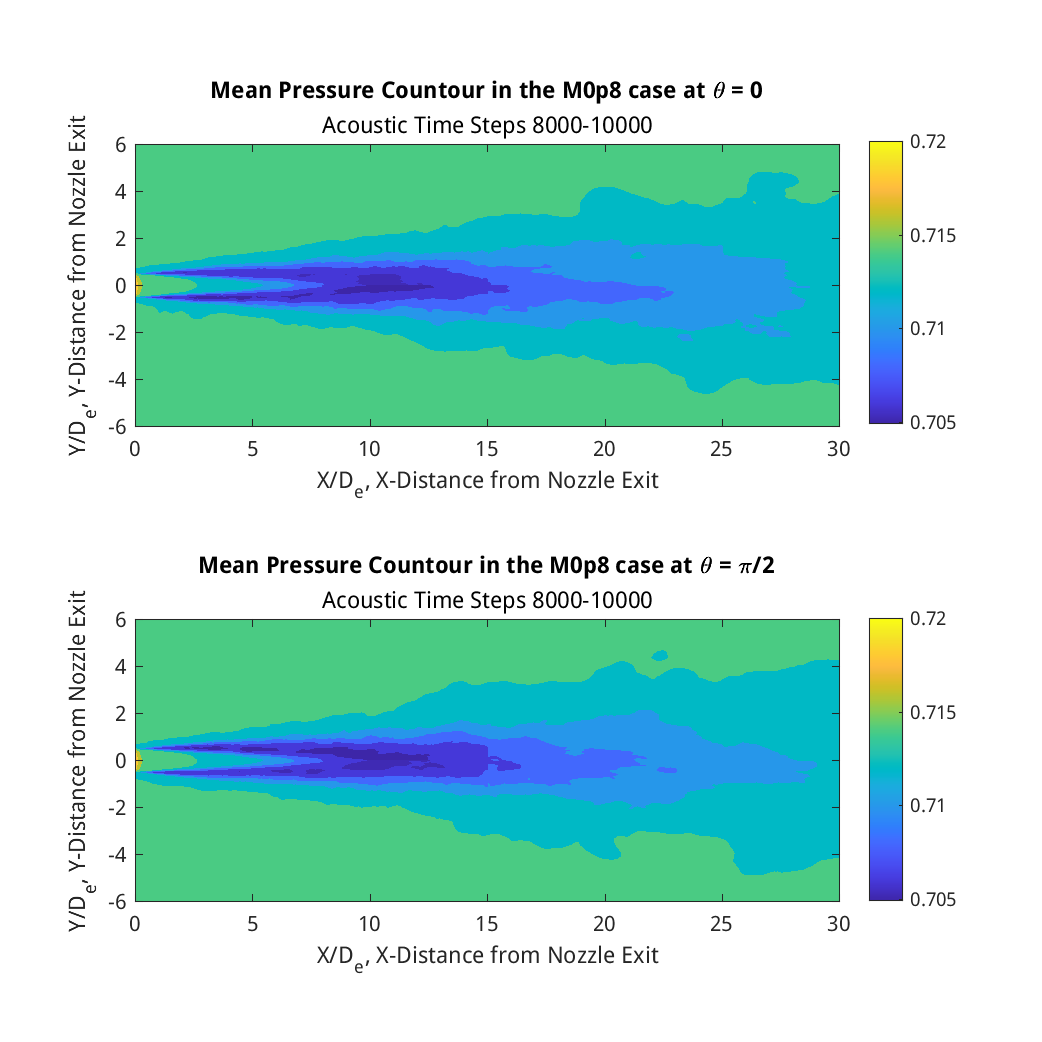 Mean Pressure Countour in the M0p8 case at θ = 0
Acoustic Time Steps 8000-10000
Y/Dₑ, Y-Distance from Nozzle Exit
6
4
2
0
-2
-4
-6
0 5 10 15 20 25 30
X/Dₑ, X-Distance from Nozzle Exit
0.72
0.715
0.71
0.705
Mean Pressure Countour in the M0p8 case at θ = π/2
Acoustic Time Steps 8000-10000
Y/Dₑ, Y-Distance from Nozzle Exit
6
4
2
0
-2
-4
-6
0 5 10 15 20 25 30
X/Dₑ, X-Distance from Nozzle Exit
0.72
0.715
0.71
0.705